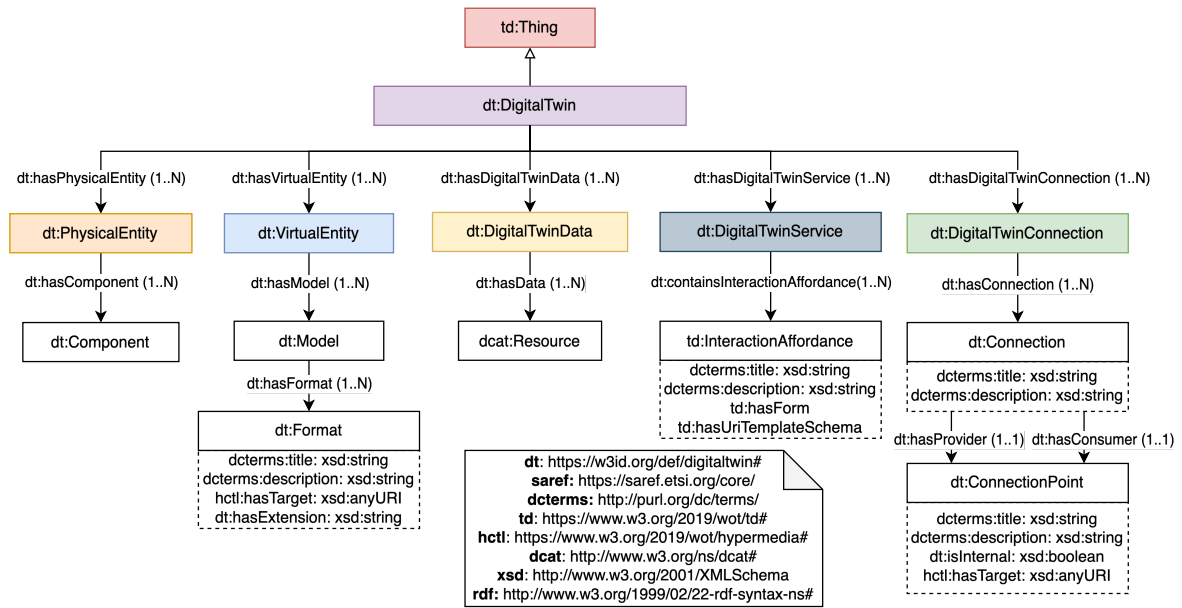 td:Thing
dt:DigitalTwin
dt:hasPhysicalEntity (1..N)
dt:hasVirtualEntity (1..N)
dt:hasDigitalTwinData (1..N)
dt:hasDigitalTwinService (1..N)
dt:hasDigitalTwinConnection (1..N)
dt:PhysicalEntity
dt:VirtualEntity
dt:DigitalTwinData
dt:DigitalTwinService
dt:DigitalTwinConnection
dt:hasComponent (1..N)
dt:hasModel (1..N)
dt:hasData (1..N)
dt:containsInteractionAffordance(1..N)
dt:hasConnection (1..N)
dt:Component
dt:Model
dcat:Resource
td:InteractionAffordance
dt:Connection
dcterms:title: xsd:string
dcterms:description: xsd:string
td:hasForm
td:hasUriTemplateSchema
dcterms:title: xsd:string
dcterms:description: xsd:string
dt:hasFormat (1..N)
dt:Format
dcterms:title: xsd:string
dcterms:description: xsd:string
hctl:hasTarget: xsd:anyURI
dt:hasExtension: xsd:string
dt:hasProvider (1..1)
dt:hasConsumer (1..1)
dt:ConnectionPoint
dcterms:title: xsd:string
dcterms:description: xsd:string
dt:isInternal: xsd:boolean
hctl:hasTarget: xsd:anyURI
dt: https://w3id.org/def/digitaltwin#
saref: https://saref.etsi.org/core/
dcterms: http://purl.org/dc/terms/
td: https://www.w3.org/2019/wot/td#
hctl: https://www.w3.org/2019/wot/hypermedia#
dcat: http://www.w3.org/ns/dcat#
xsd: http://www.w3.org/2001/XMLSchema
rdf: http://www.w3.org/1999/02/22-rdf-syntax-ns#